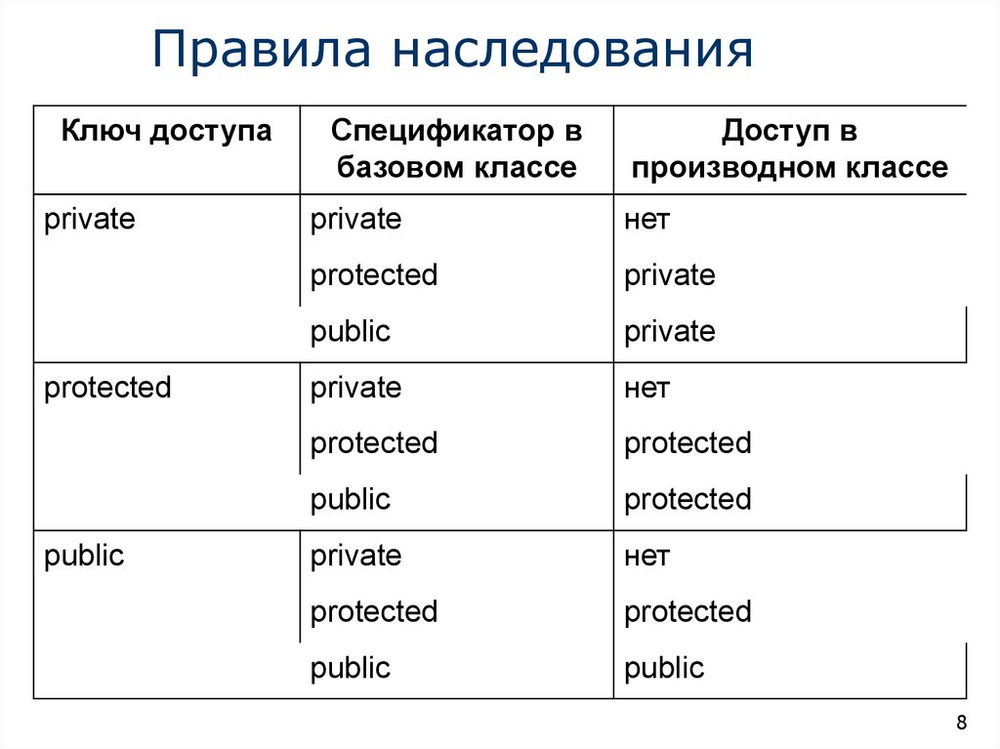 Правила наследования
Ключ доступа
Спецификатор в
базовом классе
Доступ в
производном классе
private private нет
protected private
public private
protected private нет
protected protected
public protected
public private нет
protected protected
public public
8